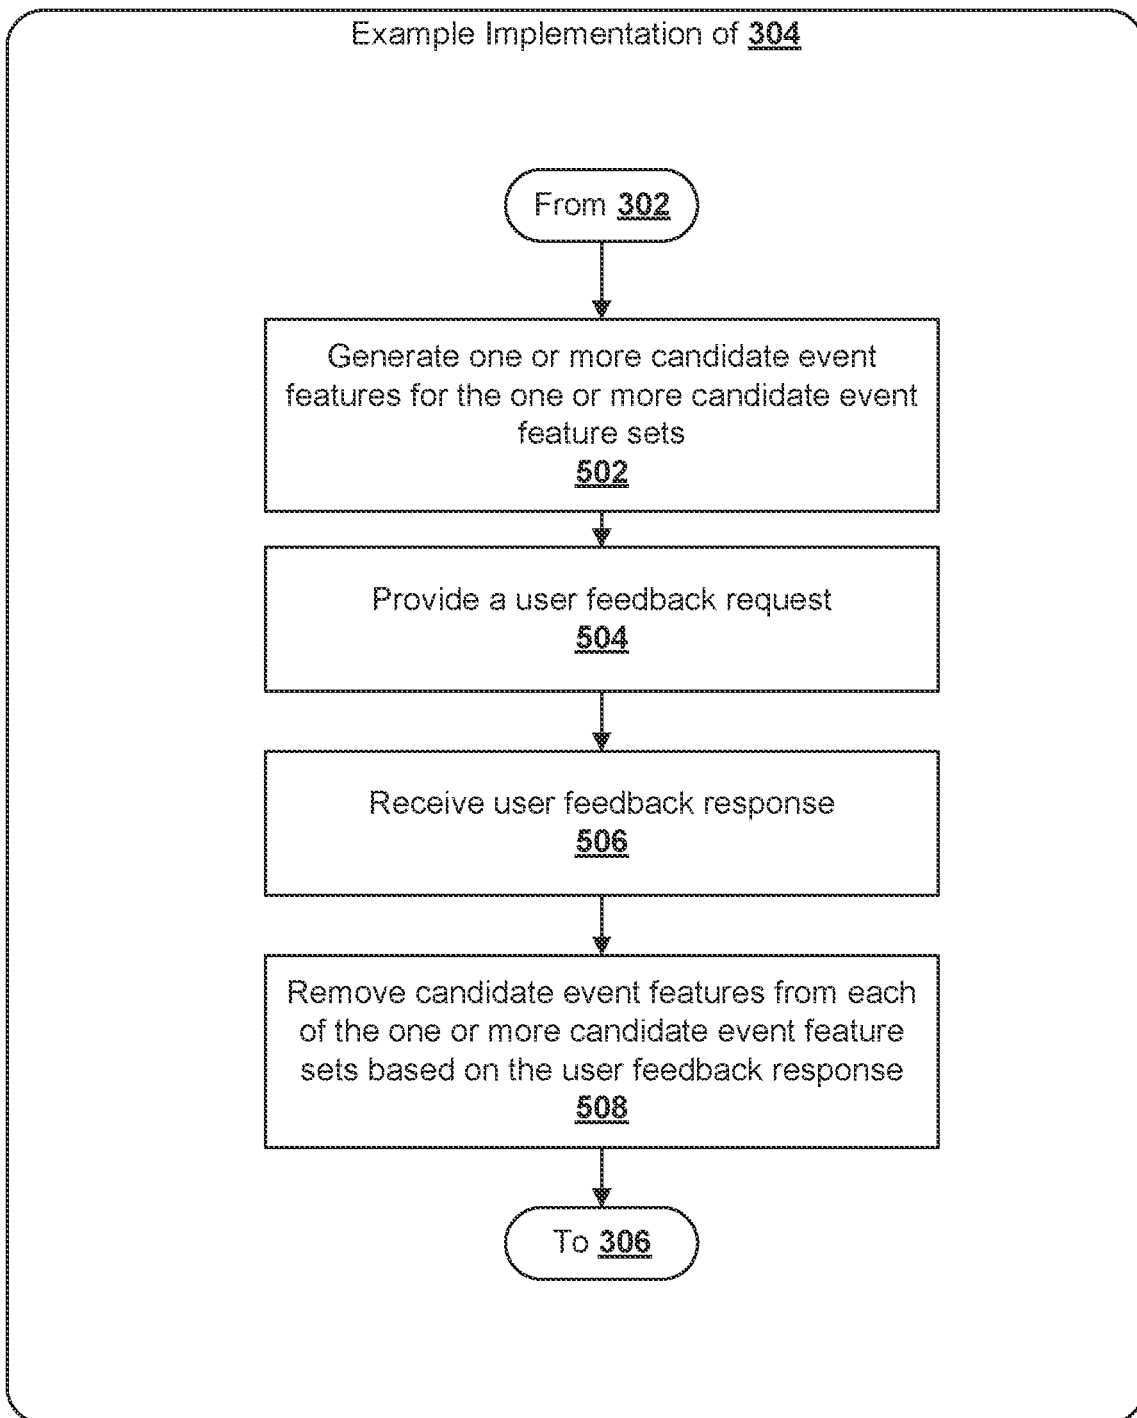 Example Implementation of 304
From 302
Generate one or more candidate event
features for the one or more candidate event
feature sets
502
Provide a user feedback request
504
Receive user feedback response
506
Remove candidate event features from each
of the one or more candidate event feature
sets based on the user feedback response
508
To 306